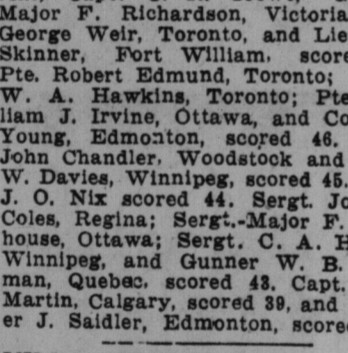 Major F. Richardson, Victoria
George Weir, Toronto, and Lie
Skinner, Fort William, score
Pte. Robert Edmund, Toronto;
W. A. Hawkins, Toronto; Pte
liam J. Irvine, Ottawa, and Co
Young, Edmonton, scored 46.
John Chandler, Woodstock and
W. Davies, Winnipeg, scored 45.
J. O. Nix scored 44. Sergt. Jo
Coles, Regina; Sergt.-Major F.
house, Ottawa; Sergt. C. A. H
Winnipeg, and Gunner W. B.
man, Quebec, scored 43. Capt.
Martin, Calgary, scored 39, and
er J. Saidler, Edmonton, score